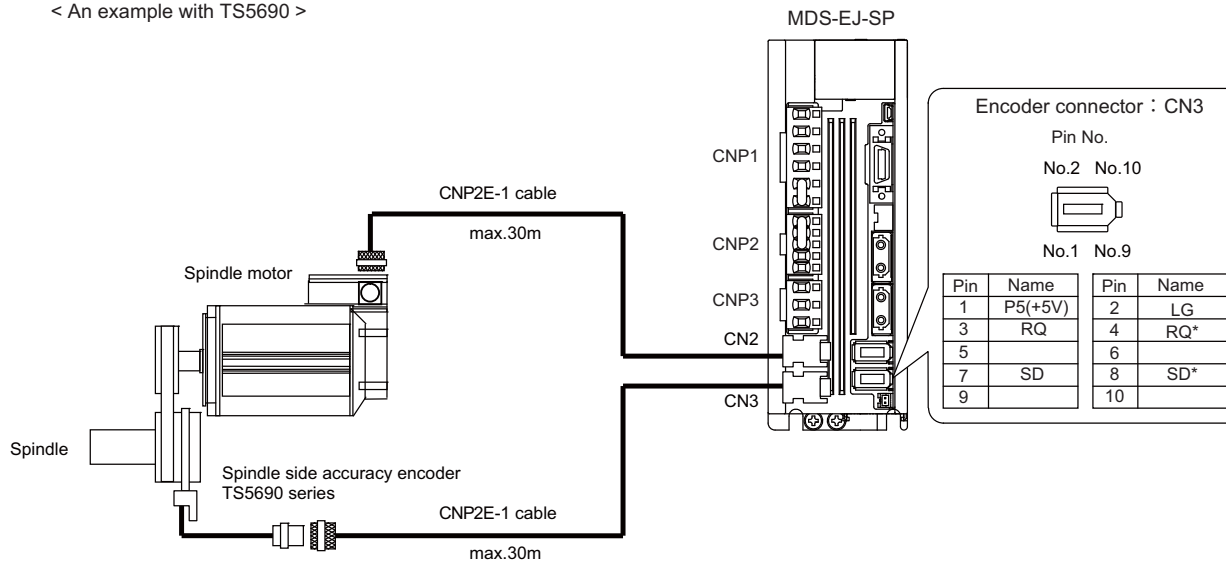 < An example with TS5690 >
MDS-EJ-SP
Encoder connector：CN3
Pin No.
No.2 No.10
No.1 No.9
Pin Name Pin Name
1 P5(+5V) 2 LG
3 RQ 4 RQ*
5 6
7 SD 8 SD*
9 10
CNP1
CNP2
CNP3
CN2
CN3
CNP2E-1 cable
max.30m
Spindle motor
Spindle
Spindle side accuracy encoder
TS5690 series
CNP2E-1 cable
max.30m